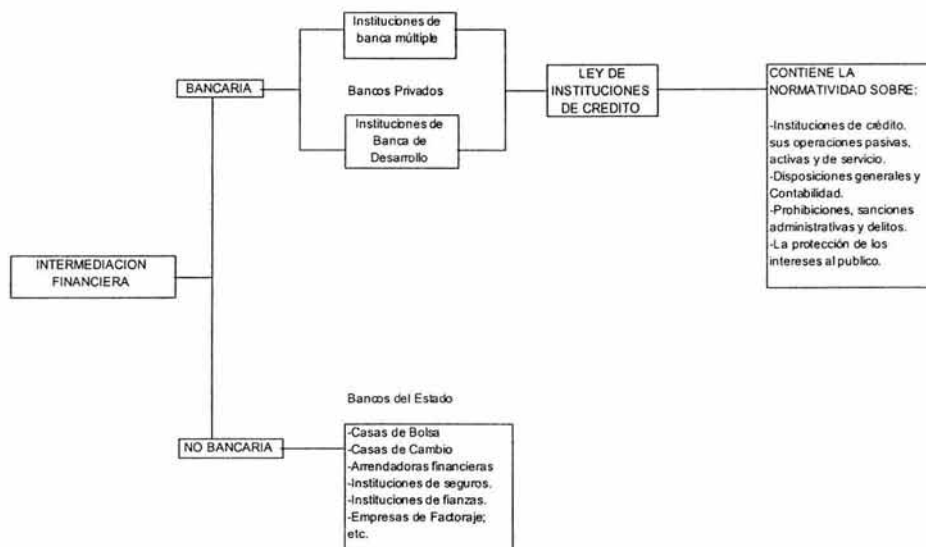 Instituciones de
banca múltiple
BANCARIA
Bancos Privados
Instituciones de
Banca de
Desarrollo
LEY DE
INSTITUCIONES
DE CREDITO
CONTIENE LA
NORMATIVIDAD SOBRE:
-Instituciones de crédito,
sus operaciones pasivas,
activas y de servicio.
-Disposiciones generales y
Contabilidad.
-Prohibiciones, sanciones
administrativas y delitos.
-La protección de los
intereses al publico.
INTERMEDIACION
FINANCIERA
Bancos del Estado
NO BANCARIA
-Casas de Bolsa
-Casas de Cambio
-Arrendadoras financieras
-Instituciones de seguros.
-Instituciones de fianzas.
-Empresas de Factoraje;
etc.